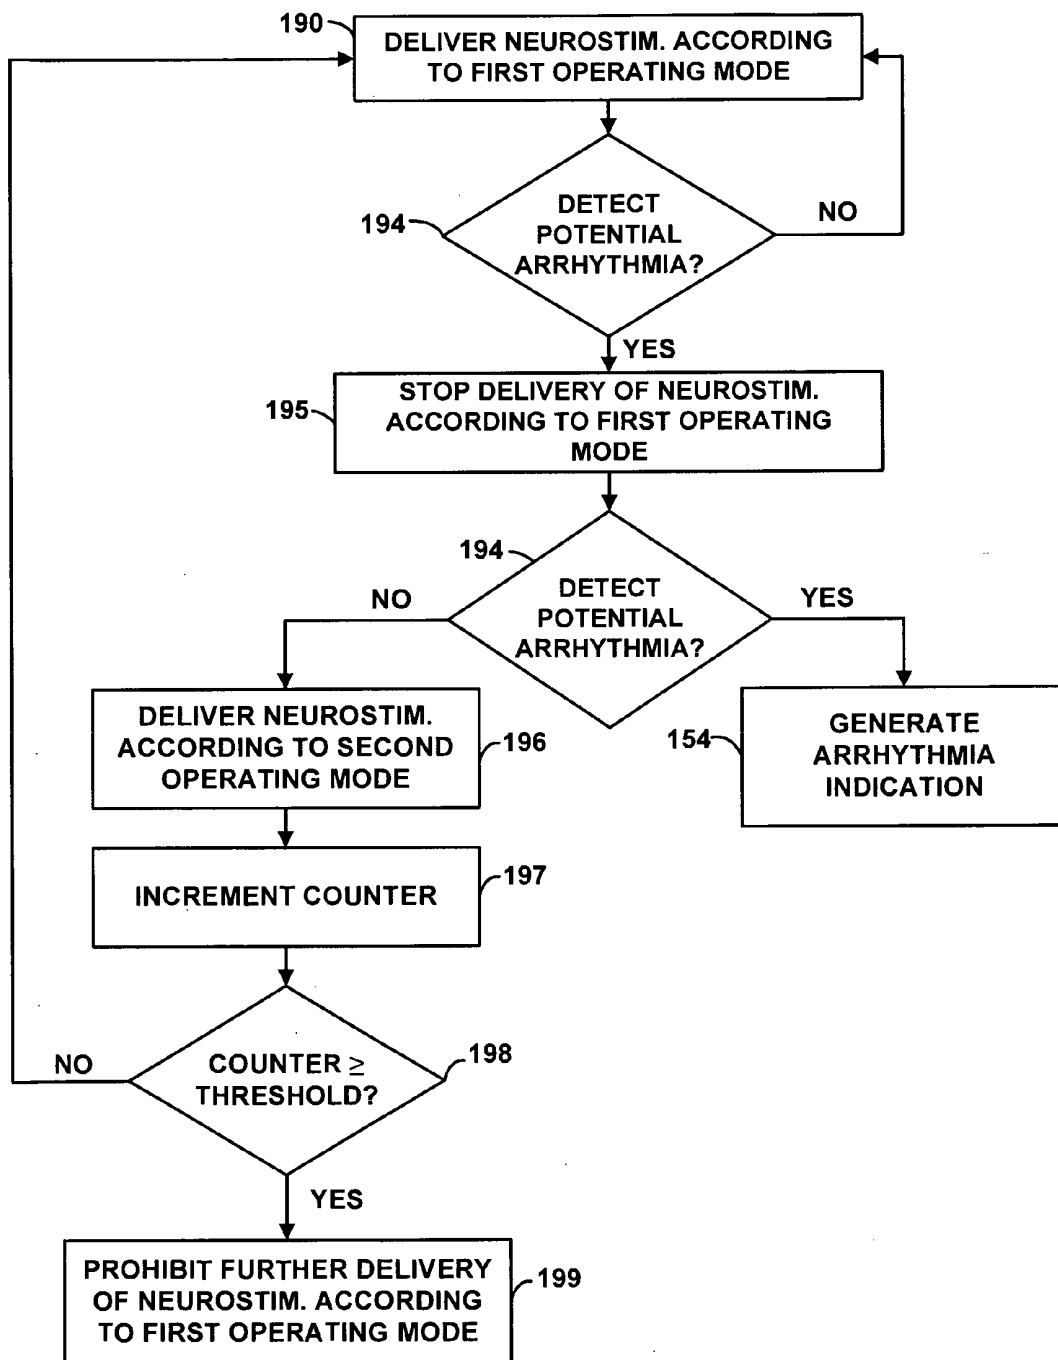 190
DELIVER NEUROSTIM. ACCORDING
TO FIRST OPERATING MODE
194
DETECT
POTENTIAL
ARRHYTHMIA?
NO
YES
195
STOP DELIVERY OF NEUROSTIM.
ACCORDING TO FIRST OPERATING
MODE
194
DETECT
POTENTIAL
ARRHYTHMIA?
NO
YES
DELIVER NEUROSTIM.
ACCORDING TO SECOND
OPERATING MODE
196
154
GENERATE
ARRHYTHMIA
INDICATION
INCREMENT COUNTER
197
COUNTER ≥
THRESHOLD?
198
NO
YES
PROHIBIT FURTHER DELIVERY
OF NEUROSTIM. ACCORDING
TO FIRST OPERATING MODE
199